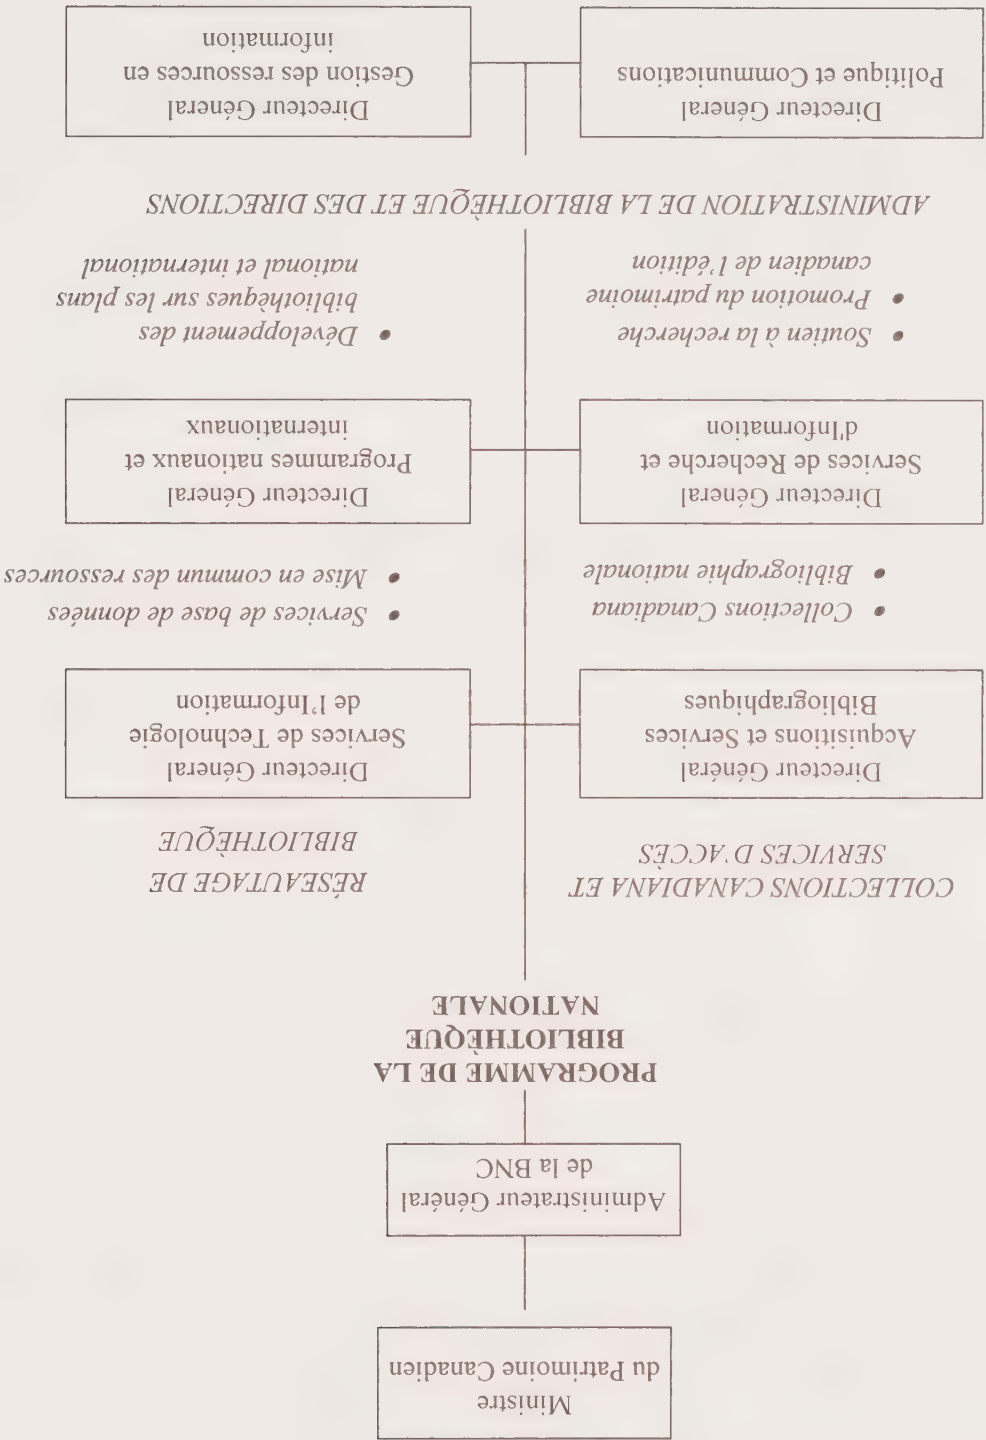 Ministre
du Patrimoine Canadien
Administrateur Général
de la BNC
PROGRAMME DE LA
BIBLIOTHÈQUE
NATIONALE
COLLECTIONS CANADIANA ET
SERVICES D'ACCÈS
Directeur Général
Acquisitions et Services
Bibliographiques
• Collections Canadiana
• Bibliographie nationale
RÉSEAUTAGE DE
BIBLIOTHÈQUE
Directeur Général
Services de Technologie
de l'Information
• Services de base de données
• Mise en commun des ressources
Directeur Général
Services de Recherche et
d'Information
• Soutien à la recherche
• Promotion du patrimoine
canadien de l'édition
Directeur Général
Programmes nationaux et
internationaux
• Développement des
bibliothèques sur les plans
national et international
ADMINISTRATION DE LA BIBLIOTHÈQUE ET DES DIRECTIONS
Directeur Général
Politique et Communications
Directeur Général
Gestion des ressources en
information